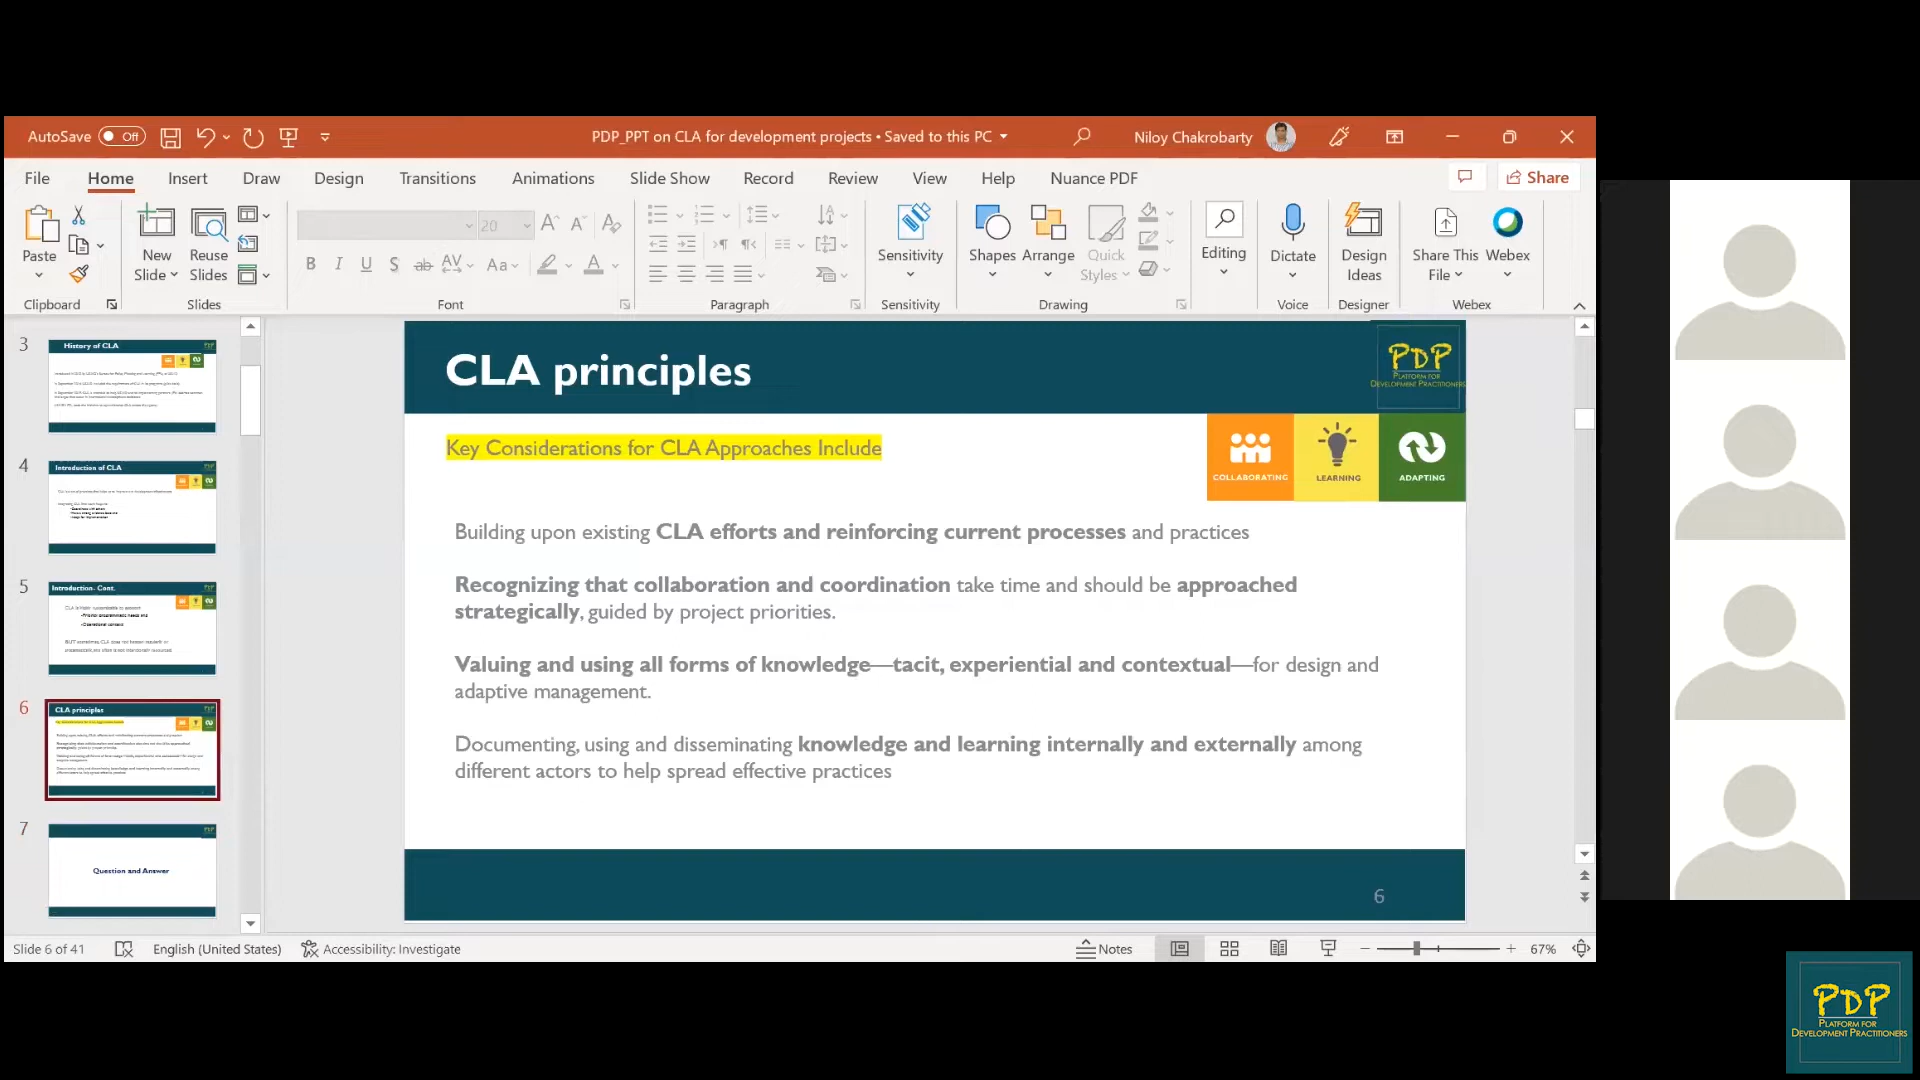 AutoSave Off
PDP_PPT on CLA for development projects • Saved to this PC
Niloy Chakrobarty
File Home Insert Draw Design Transitions Animations Slide Show Record Review View Help Nuance PDF
Share
Paste
New Slide
Reuse Slides
20
Sensitivity
Shapes Arrange Quick Styles
Editing
Dictate
Design Ideas
Share This File
Webex
Clipboard Slides Font Paragraph Sensitivity Drawing Voice Designer Webex
3
History of CLA
4
Introduction of CLA
5
Introduction- Cont.
6
CLA principles
7
Question and Answer
CLA principles
PDP
PLATFORM FOR
DEVELOPMENT PRACTITIONERS
Key Considerations for CLA Approaches Include
COLLABORATING LEARNING ADAPTING
Building upon existing CLA efforts and reinforcing current processes and practices
Recognizing that collaboration and coordination take time and should be approached
strategically, guided by project priorities.
Valuing and using all forms of knowledge—tacit, experiential and contextual—for design and
adaptive management.
Documenting, using and disseminating knowledge and learning internally and externally among
different actors to help spread effective practices
6
Slide 6 of 41 English (United States) Accessibility: Investigate Notes 67%
PDP
PLATFORM FOR
DEVELOPMENT PRACTITIONERS